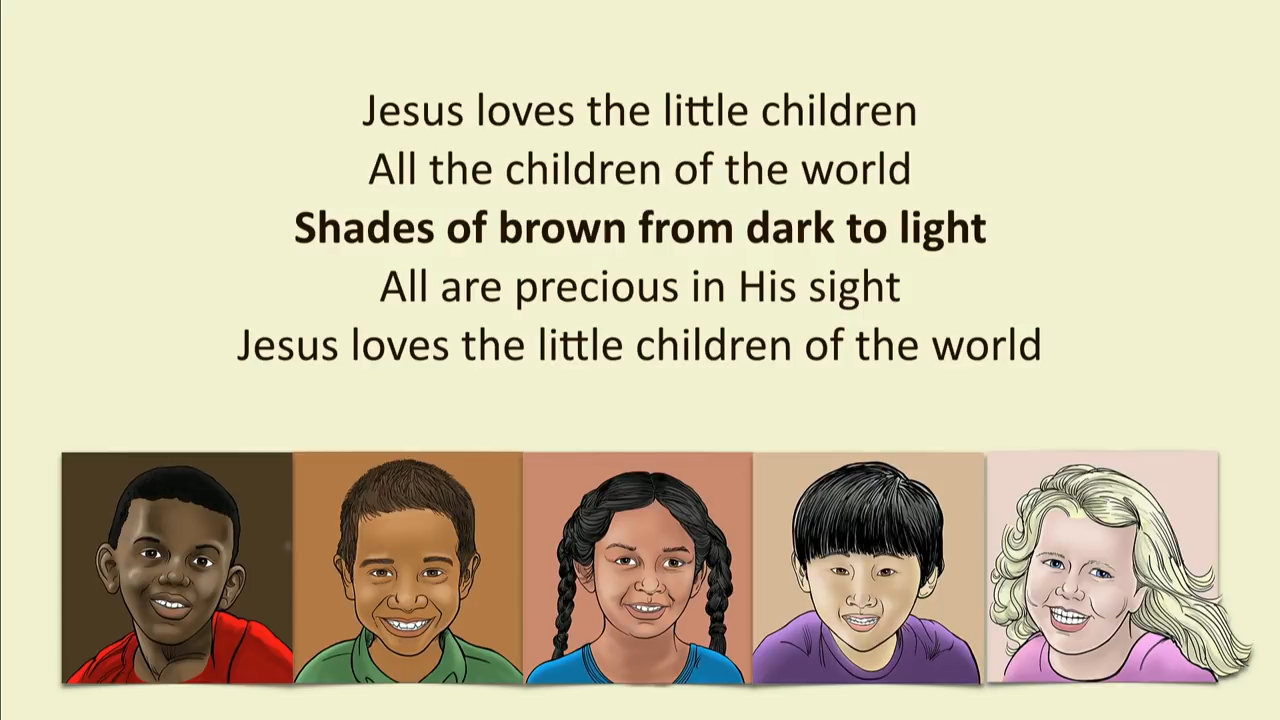 Jesus loves the little children
All the children of the world
Shades of brown from dark to light
All are precious in His sight
Jesus loves the little children of the world